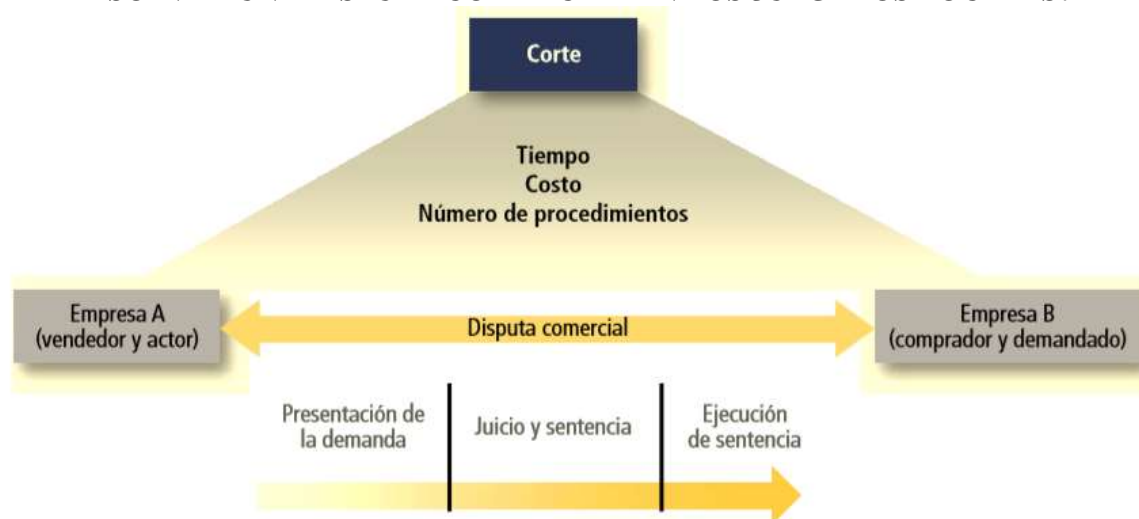 Corte
Tiempo
Costo
Número de procedimientos
Empresa A
(vendedor y actor)
Disputa comercial
Empresa B
(comprador y demandado)
Presentación de
la demanda
Juicio y sentencia
Ejecución
de sentencia